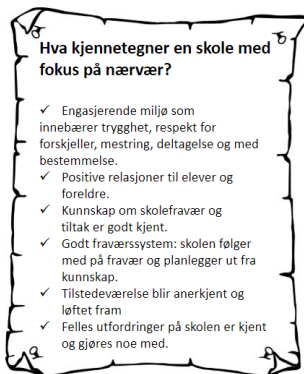 Hva kjennetegner en skole med
fokus på nærvær?
✓ Engasjerende miljø som
innebærer trygghet, respekt for
forskjeller, mestring, deltagelse og med
bestemmelse.
✓ Positive relasjoner til elever og
foreldre.
✓ Kunnskap om skolefravær og
tiltak er godt kjent.
✓ Godt fraværssystem: skolen følger
med på fravær og planlegger ut fra
kunnskap.
✓ Tilstedeværelse blir anerkjent og
løftet fram
✓ Felles utfordringer på skolen er kjent
og gjøres noe med.